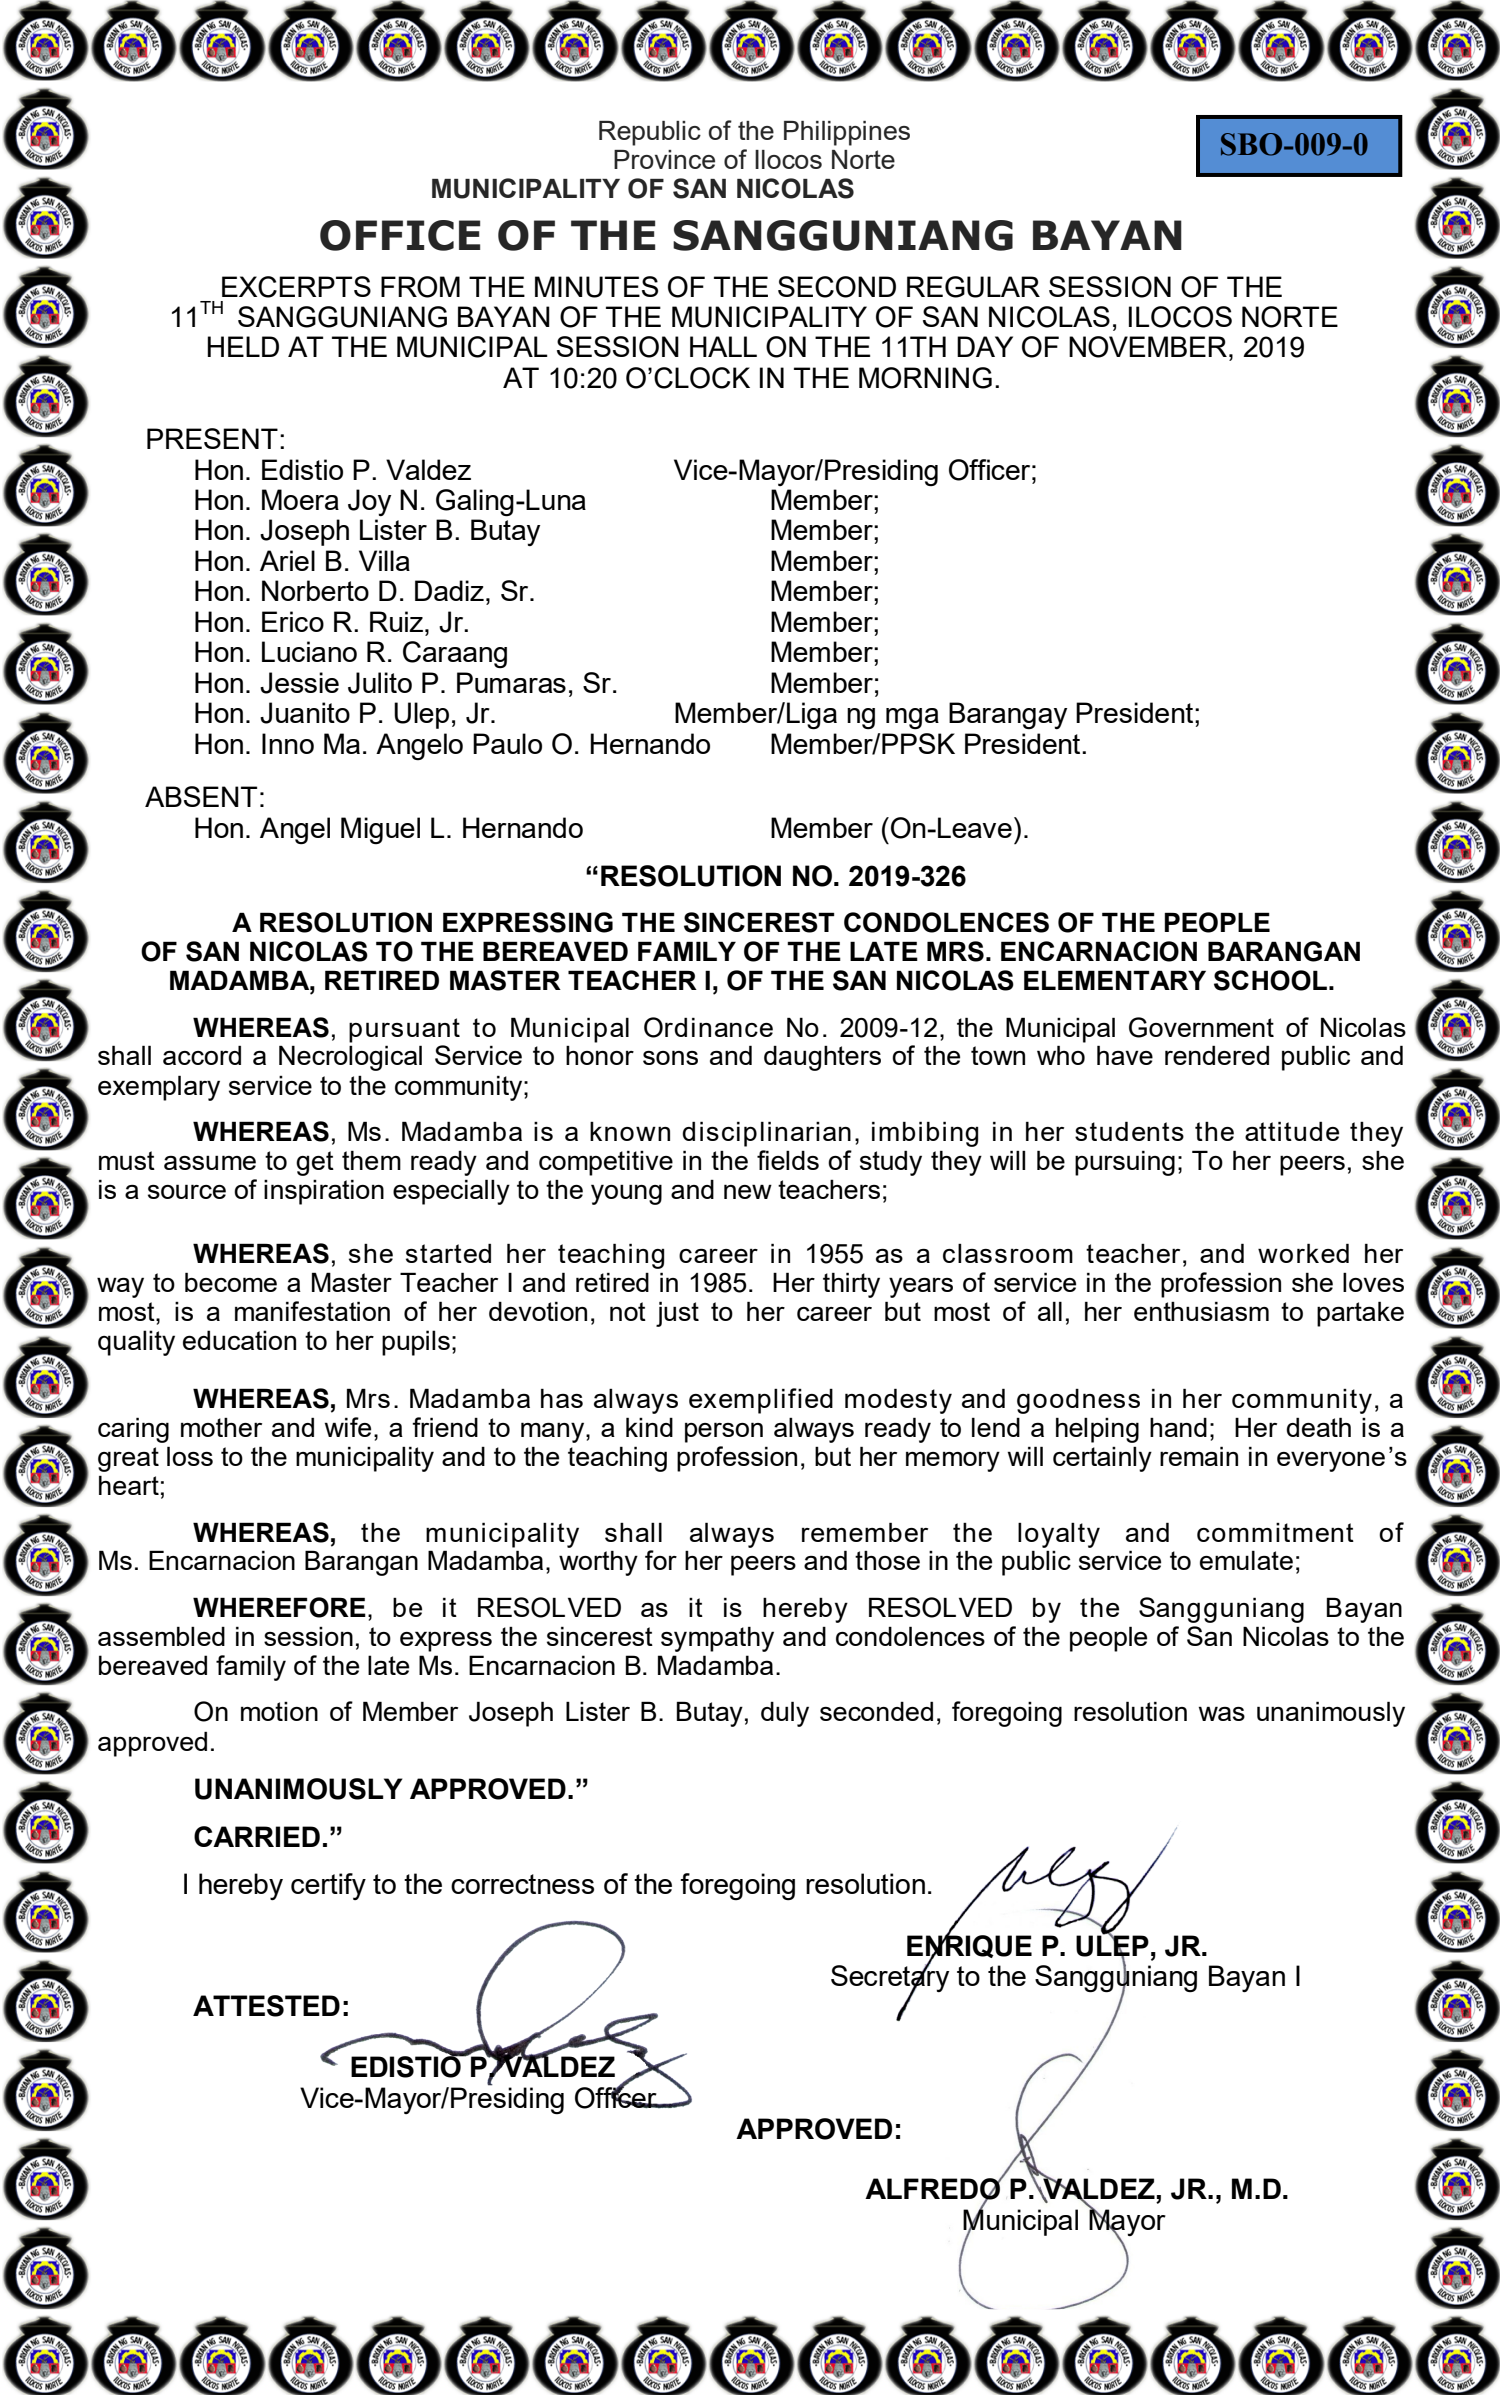 Republic of the Philippines
Province of Ilocos Norte
MUNICIPALITY OF SAN NICOLAS
SBO-009-0
OFFICE OF THE SANGGUNIANG BAYAN
EXCERPTS FROM THE MINUTES OF THE SECOND REGULAR SESSION OF THE
11TH SANGGUNIANG BAYAN OF THE MUNICIPALITY OF SAN NICOLAS, ILOCOS NORTE
HELD AT THE MUNICIPAL SESSION HALL ON THE 11TH DAY OF NOVEMBER, 2019
AT 10:20 O'CLOCK IN THE MORNING.
PRESENT:
Hon. Edistio P. Valdez Vice-Mayor/Presiding Officer;
Hon. Moera Joy N. Galing-Luna Member;
Hon. Joseph Lister B. Butay Member;
Hon. Ariel B. Villa Member;
Hon. Norberto D. Dadiz, Sr. Member;
Hon. Erico R. Ruiz, Jr. Member;
Hon. Luciano R. Caraang Member;
Hon. Jessie Julito P. Pumaras, Sr. Member;
Hon. Juanito P. Ulep, Jr. Member/Liga ng mga Barangay President;
Hon. Inno Ma. Angelo Paulo O. Hernando Member/PPSK President.
ABSENT:
Hon. Angel Miguel L. Hernando Member (On-Leave).
“RESOLUTION NO. 2019-326
A RESOLUTION EXPRESSING THE SINCEREST CONDOLENCES OF THE PEOPLE
OF SAN NICOLAS TO THE BEREAVED FAMILY OF THE LATE MRS. ENCARNACION BARANGAN
MADAMBA, RETIRED MASTER TEACHER I, OF THE SAN NICOLAS ELEMENTARY SCHOOL.
WHEREAS, pursuant to Municipal Ordinance No. 2009-12, the Municipal Government of Nicolas
shall accord a Necrological Service to honor sons and daughters of the town who have rendered public and
exemplary service to the community;
WHEREAS, Ms. Madamba is a known disciplinarian, imbibing in her students the attitude they
must assume to get them ready and competitive in the fields of study they will be pursuing; To her peers, she
is a source of inspiration especially to the young and new teachers;
WHEREAS, she started her teaching career in 1955 as a classroom teacher, and worked her
way to become a Master Teacher I and retired in 1985. Her thirty years of service in the profession she loves
most, is a manifestation of her devotion, not just to her career but most of all, her enthusiasm to partake
quality education to her pupils;
WHEREAS, Mrs. Madamba has always exemplified modesty and goodness in her community, a
caring mother and wife, a friend to many, a kind person always ready to lend a helping hand; Her death is a
great loss to the municipality and to the teaching profession, but her memory will certainly remain in everyone's
heart;
WHEREAS, the municipality shall always remember the loyalty and commitment of
Ms. Encarnacion Barangan Madamba, worthy for her peers and those in the public service to emulate;
WHEREFORE, be it RESOLVED as it is hereby RESOLVED by the Sangguniang Bayan
assembled in session, to express the sincerest sympathy and condolences of the people of San Nicolas to the
bereaved family of the late Ms. Encarnacion B. Madamba.
On motion of Member Joseph Lister B. Butay, duly seconded, foregoing resolution was unanimously
approved.
UNANIMOUSLY APPROVED.”
CARRIED.”
I hereby certify to the correctness of the foregoing resolution.
ENRIQUE P. ULEP, JR.
Secretary to the Sangguniang Bayan I
ATTESTED:
EDISTIO P. VALDEZ
Vice-Mayor/Presiding Officer
APPROVED:
ALFREDO P. VALDEZ, JR., M.D.
Municipal Mayor